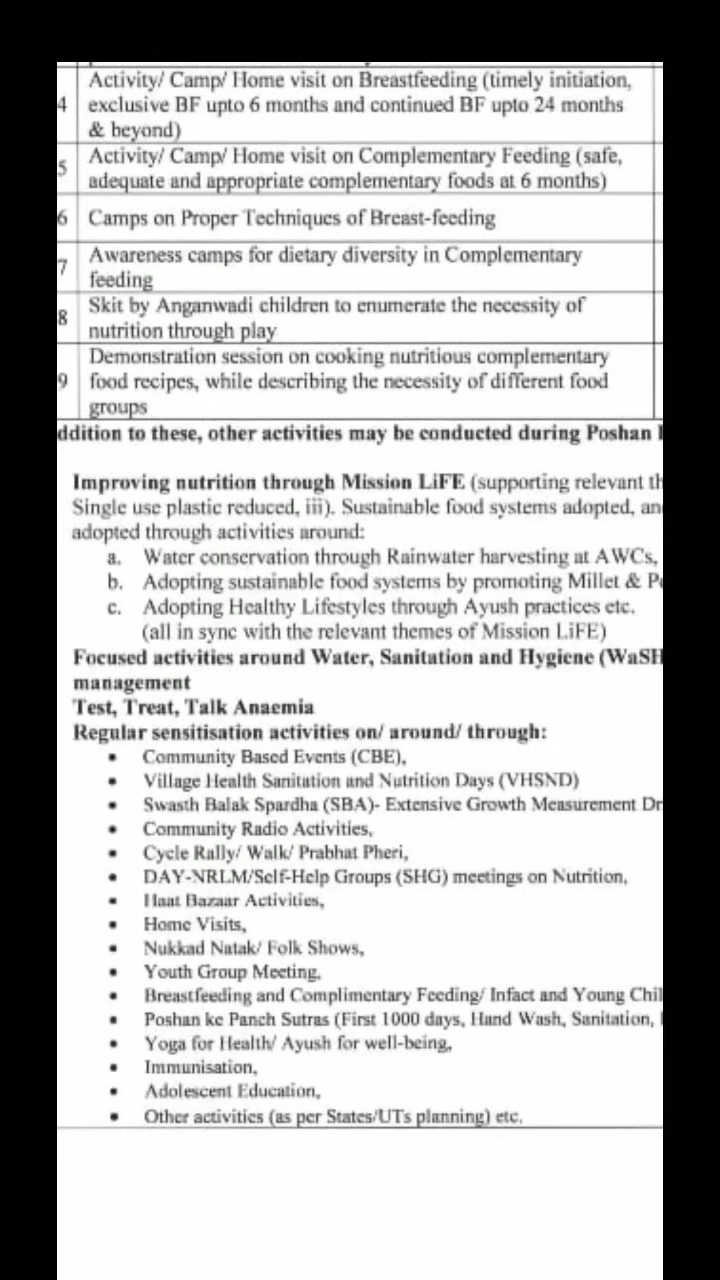 Activity/ Camp/ Home visit on Breastfeeding (timely initiation,
4 exclusive BF upto 6 months and continued BF upto 24 months
& beyond)
5 Activity/ Camp/ Home visit on Complementary Feeding (safe,
adequate and appropriate complementary foods at 6 months)
6 Camps on Proper Techniques of Breast-feeding
7 Awareness camps for dietary diversity in Complementary
feeding
8 Skit by Anganwadi children to enumerate the necessity of
nutrition through play
Demonstration session on cooking nutritious complementary
9 food recipes, while describing the necessity of different food
groups
ddition to these, other activities may be conducted during Poshan
Improving nutrition through Mission LiFE (supporting relevant th
Single use plastic reduced, iii). Sustainable food systems adopted, an
adopted through activities around:
a. Water conservation through Rainwater harvesting at AWCs,
b. Adopting sustainable food systems by promoting Millet & P
c. Adopting Healthy Lifestyles through Ayush practices etc.
(all in sync with the relevant themes of Mission LiFE)
Focused activities around Water, Sanitation and Hygiene (WaSH
management
Test, Treat, Talk Anaemia
Regular sensitisation activities on/ around/ through:
• Community Based Events (CBE),
• Village Health Sanitation and Nutrition Days (VHSND)
• Swasth Balak Spardha (SBA)- Extensive Growth Measurement Dr
• Community Radio Activities,
• Cycle Rally/ Walk/ Prabhat Pheri,
• DAY-NRLM/Self-Help Groups (SHG) meetings on Nutrition,
• Haat Bazaar Activities,
• Home Visits,
• Nukkad Natak/ Folk Shows,
• Youth Group Meeting,
• Breastfeeding and Complimentary Feeding/ Infact and Young Chil
• Poshan ke Panch Sutras (First 1000 days, Hand Wash, Sanitation,
• Yoga for Health/ Ayush for well-being,
• Immunisation,
• Adolescent Education,
• Other activities (as per States/UTs planning) etc.